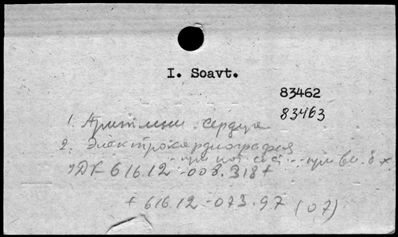 I. Soavt.
83462
83463
1. Аритмии сердца
2. Электрокардиография
УДК 616.12-008.318+
+616.12-073.97 (07)